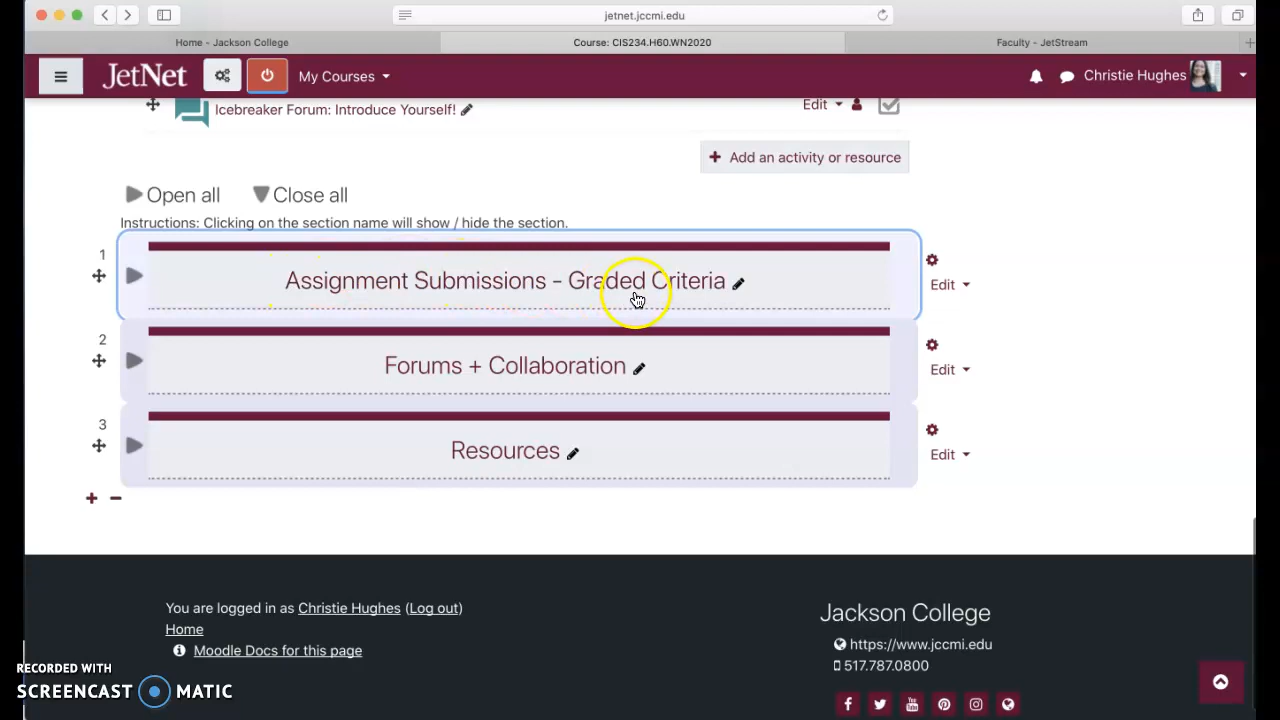 jetnet.jccmi.edu
Home - Jackson College
Course: CIS234.H60.WN2020
Faculty - JetStream
JetNet
My Courses
Christie Hughes
Icebreaker Forum: Introduce Yourself!
Edit
+ Add an activity or resource
Open all
Close all
Instructions: Clicking on the section name will show / hide the section.
1
Assignment Submissions - Graded Criteria
Edit
2
Forums + Collaboration
Edit
3
Resources
Edit
You are logged in as Christie Hughes (Log out)
Home
Moodle Docs for this page
Jackson College
https://www.jccmi.edu
517.787.0800
RECORDED WITH
SCREENCAST MATIC